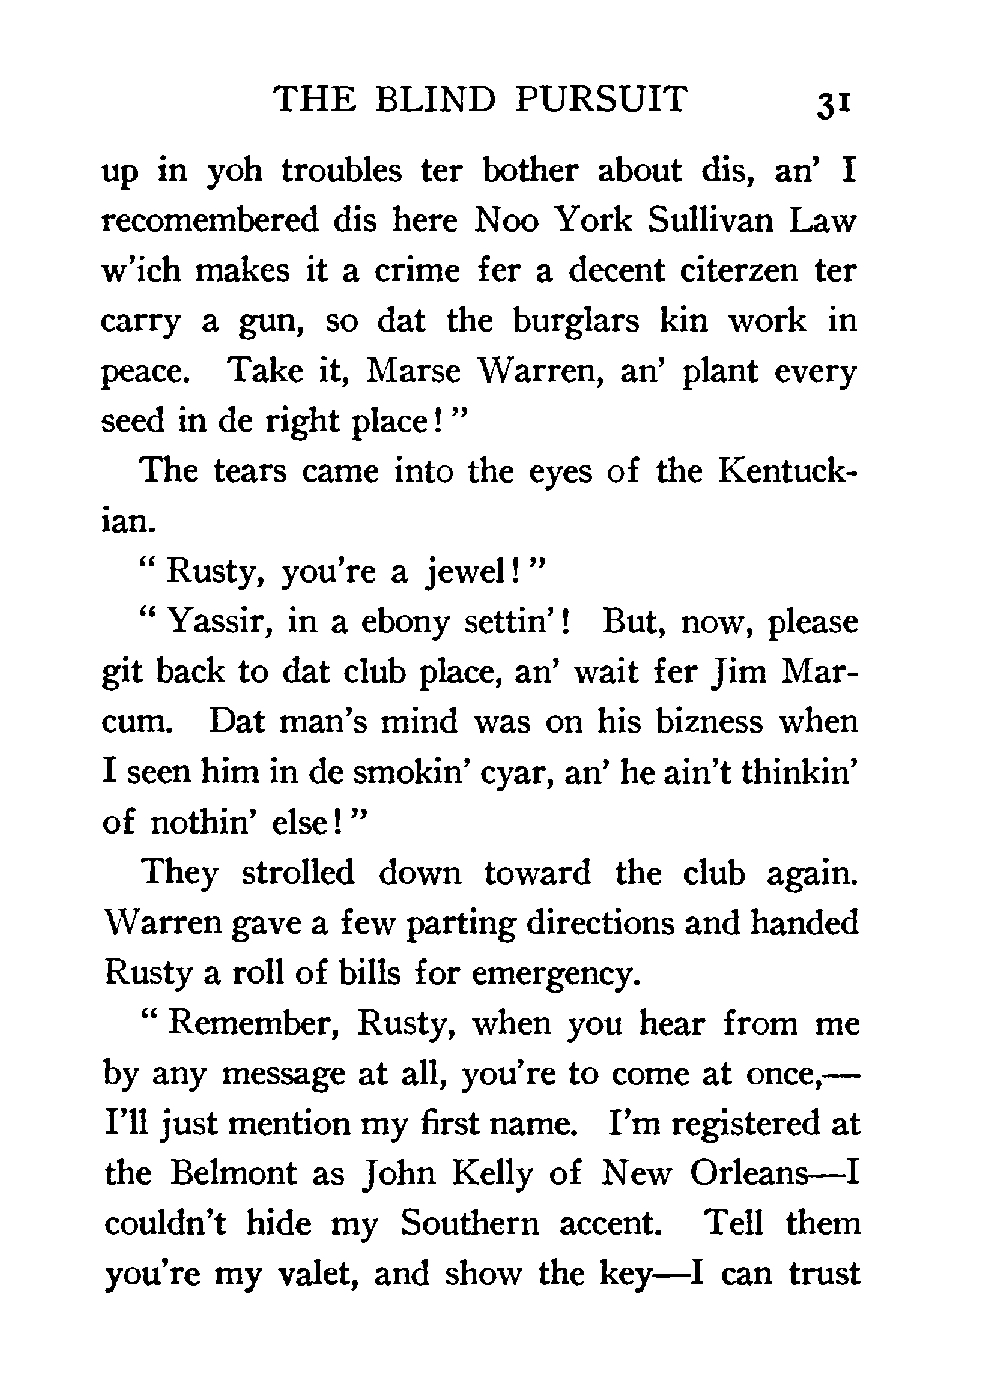 THE BLIND PURSUIT 31
up in yoh troubles ter bother about dis, an' I
recomembered dis here Noo York Sullivan Law
w'ich makes it a crime fer a decent citerzen ter
carry a gun, so dat the burglars kin work in
peace. Take it, Marse Warren, an' plant every
seed in de right place! "
The tears came into the eyes of the Kentuck-
ian.
" Rusty, you're a jewel! "
" Yassir, in a ebony settin'! But, now, please
git back to dat club place, an' wait fer Jim Mar-
cum. Dat man's mind was on his bizness when
I seen him in de smokin' cyar, an' he ain't thinkin'
of nothin' else! "
They strolled down toward the club again.
Warren gave a few parting directions and handed
Rusty a roll of bills for emergency.
" Remember, Rusty, when you hear from me
by any message at all, you're to come at once,—
I'll just mention my first name. I'm registered at
the Belmont as John Kelly of New Orleans—I
couldn't hide my Southern accent. Tell them
you're my valet, and show the key—I can trust